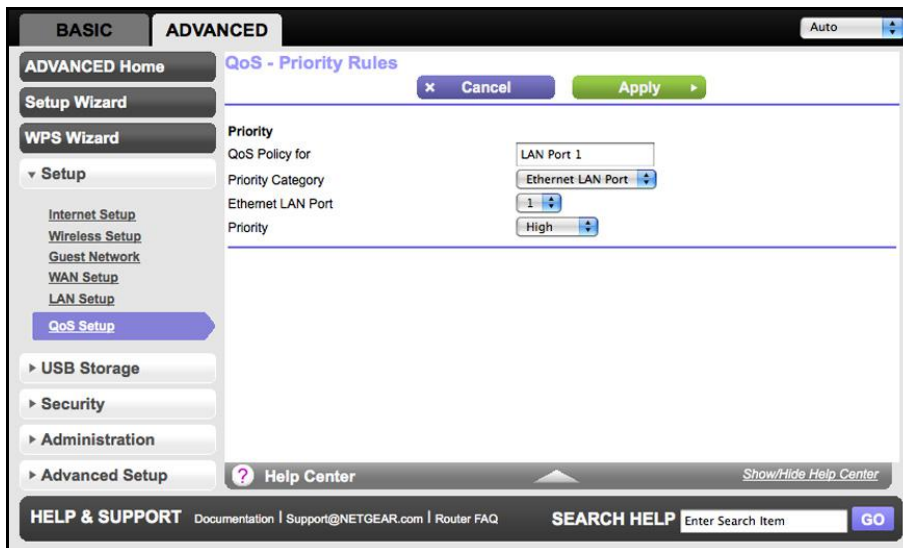 BASIC
ADVANCED
Auto
ADVANCED Home
Setup Wizard
WPS Wizard
Setup
Internet Setup
Wireless Setup
Guest Network
WAN Setup
LAN Setup
QoS Setup
USB Storage
Security
Administration
Advanced Setup
QoS - Priority Rules
× Cancel
Apply
Priority
QoS Policy for
LAN Port 1
Priority Category
Ethernet LAN Port
Ethernet LAN Port
1
Priority
High
? Help Center
Show/Hide Help Center
HELP & SUPPORT Documentation | Support@NETGEAR.com | Router FAQ
SEARCH HELP Enter Search Item GO